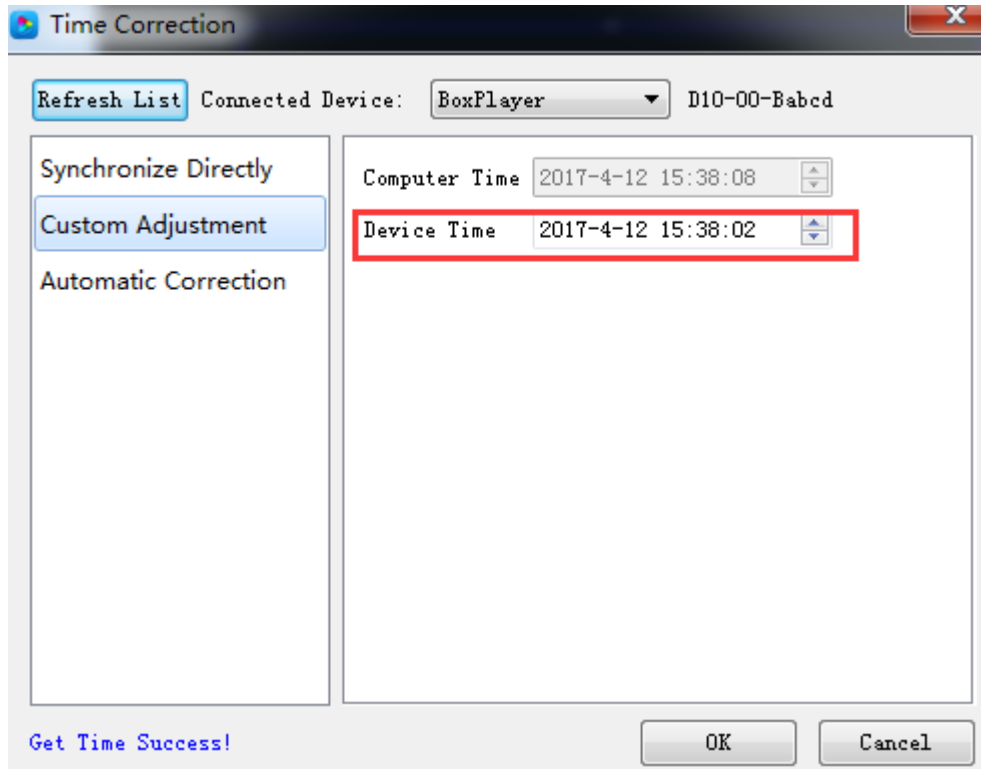 Time Correction
Refresh List Connected Device: BoxPlayer D10-00-Babcd
Synchronize Directly
Custom Adjustment
Automatic Correction
Computer Time 2017-4-12 15:38:08
Device Time 2017-4-12 15:38:02
Get Time Success!
OK Cancel